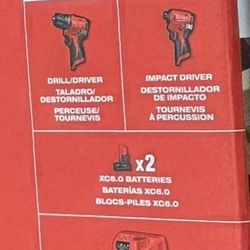 DRILL/DRIVER
TALADRO/
DESTORNILLADOR
PERCEUSE/
TOURNEVIS
IMPACT DRIVER
DESTORNILLADOR
DE IMPACTO
TOURNEVIS
À PERCUSSION
x2
XC6.0 BATTERIES
BATERÍAS XC6.0
BLOCS-PILES XC6.0